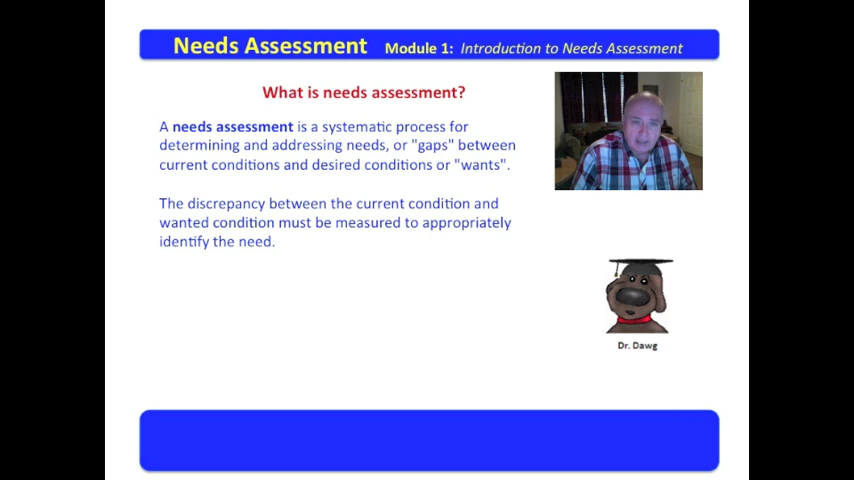 Needs Assessment Module 1: Introduction to Needs Assessment
What is needs assessment?
A needs assessment is a systematic process for
determining and addressing needs, or "gaps" between
current conditions and desired conditions or "wants".
The discrepancy between the current condition and
wanted condition must be measured to appropriately
identify the need.
Dr. Dawg